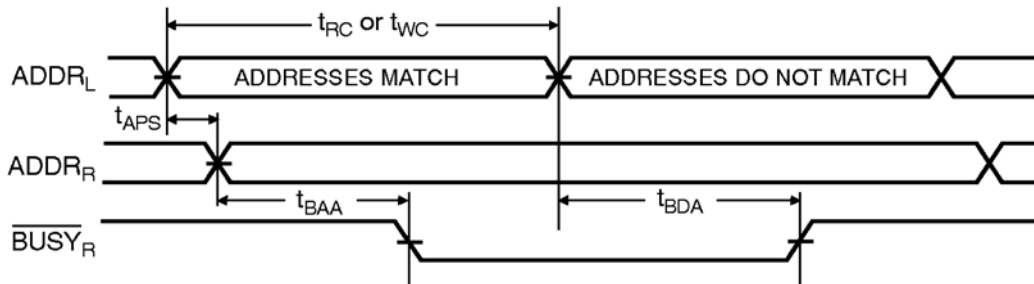 tRC or tWC
ADDRL ADDRESSES MATCH ADDRESSES DO NOT MATCH
tAPS
ADDRR
tBAA tBDA
BUSYR